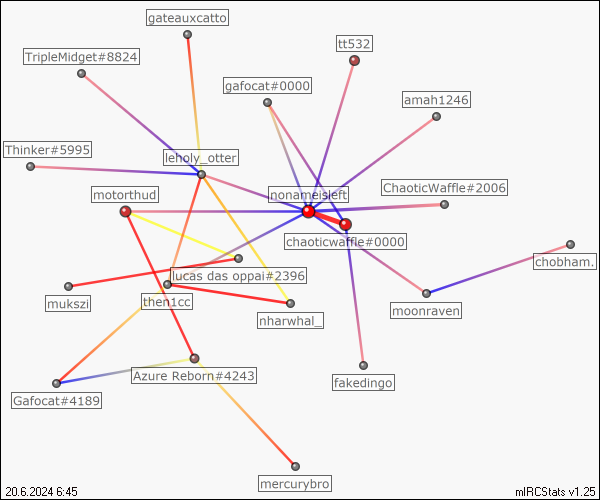 gateauxcatto
tt532
TripleMidget#8824
gafocat#0000
amah1246
Thinker#5995
leholy_otter
motorthud
nonameisleft
ChaoticWaffle#2006
chaoticwaffle#0000
chobham.
lucas das oppai#2396
mukszi
then1cc
nharwhal_
moonraven
Azure Reborn#4243
fakedingo
Gafocat#4189
mercurybro
20.6.2024 6:45
mIRCStats v1.25